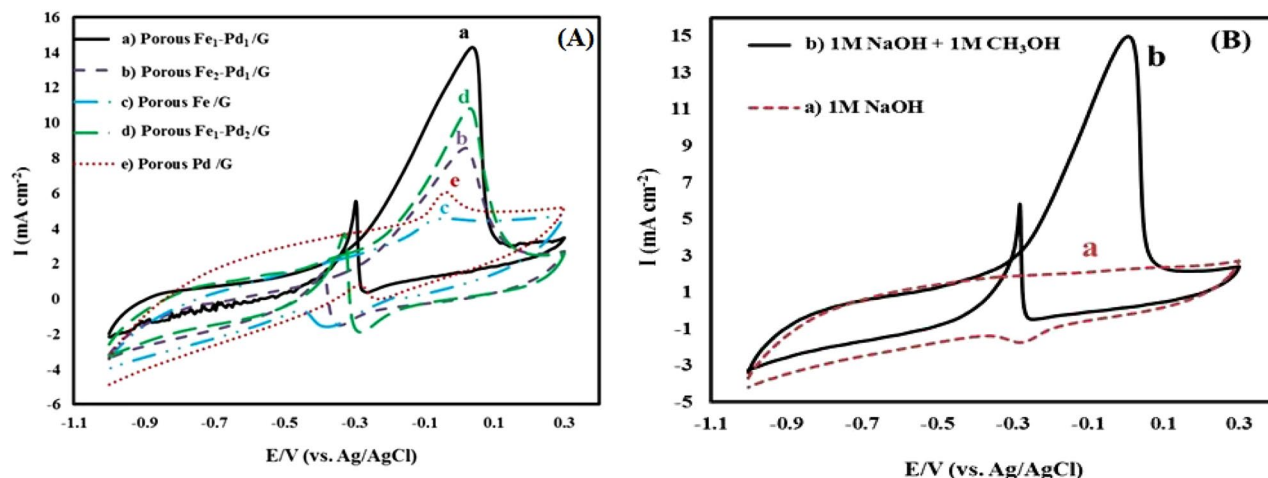 16
14
12
10
8
6
4
2
0
-2
-4
-6
-1.1
-0.9
-0.7
-0.5
-0.3
-0.1
0.1
0.3
I (mA cm⁻²)
E/V (vs. Ag/AgCl)
(A)
a) Porous Fe₁-Pd₁/G
b) Porous Fe₂-Pd₁/G
c) Porous Fe /G
d) Porous Fe₁-Pd₂/G
e) Porous Pd /G
a
d
b
e
c
15
13
11
9
7
5
3
1
-1
-3
-5
-1.1
-0.9
-0.7
-0.5
-0.3
-0.1
0.1
0.3
I (mA cm⁻²)
E/V (vs. Ag/AgCl)
(B)
b) 1M NaOH + 1M CH₃OH
a) 1M NaOH
b
a